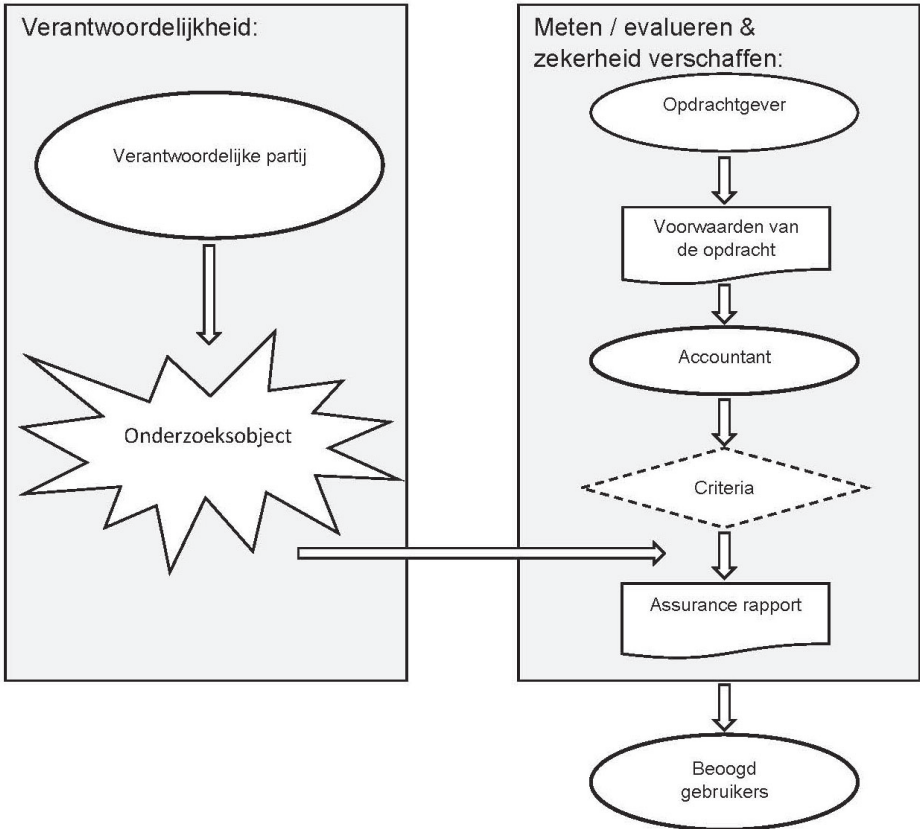 Verantwoordelijkheid:
Verantwoordelijke partij
Onderzoeksobject
Meten / evalueren &
zekerheid verschaffen:
Opdrachtgever
Voorwaarden van
de opdracht
Accountant
Criteria
Assurance rapport
Beoogd
gebruikers